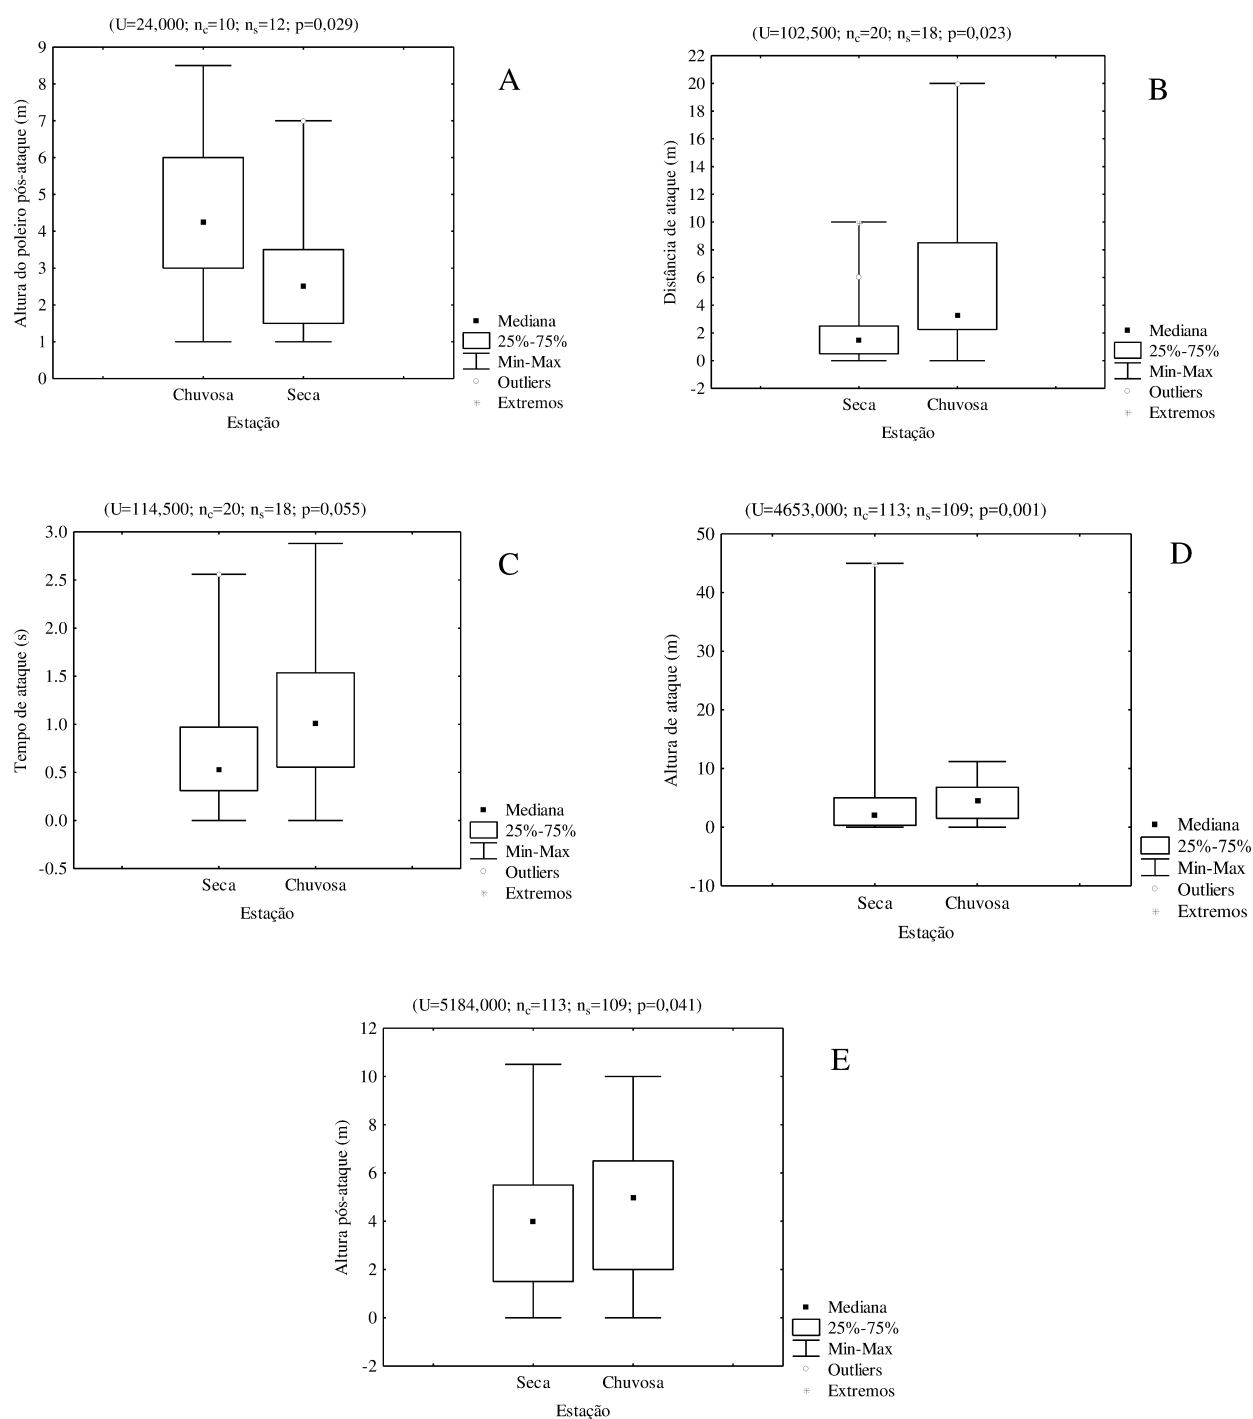 (U=24,000; nc=10; ns=12; p=0,029)
A
Altura do poleiro pós-ataque (m)
9
8
7
6
5
4
3
2
1
0
Chuvosa Seca
Estação
Mediana
25%-75%
Min-Max
Outliers
Extremos
(U=102,500; nc=20; ns=18; p=0,023)
B
Distância de ataque (m)
22
20
18
16
14
12
10
8
6
4
2
0
-2
Seca Chuvosa
Estação
Mediana
25%-75%
Min-Max
Outliers
Extremos
(U=114,500; nc=20; ns=18; p=0,055)
C
Tempo de ataque (s)
3.0
2.5
2.0
1.5
1.0
0.5
0.0
-0.5
Seca Chuvosa
Estação
Mediana
25%-75%
Min-Max
Outliers
Extremos
(U=4653,000; nc=113; ns=109; p=0,001)
D
Altura de ataque (m)
50
40
30
20
10
0
-10
Seca Chuvosa
Estação
Mediana
25%-75%
Min-Max
Outliers
Extremos
(U=5184,000; nc=113; ns=109; p=0,041)
E
Altura pós-ataque (m)
12
10
8
6
4
2
0
-2
Seca Chuvosa
Estação
Mediana
25%-75%
Min-Max
Outliers
Extremos